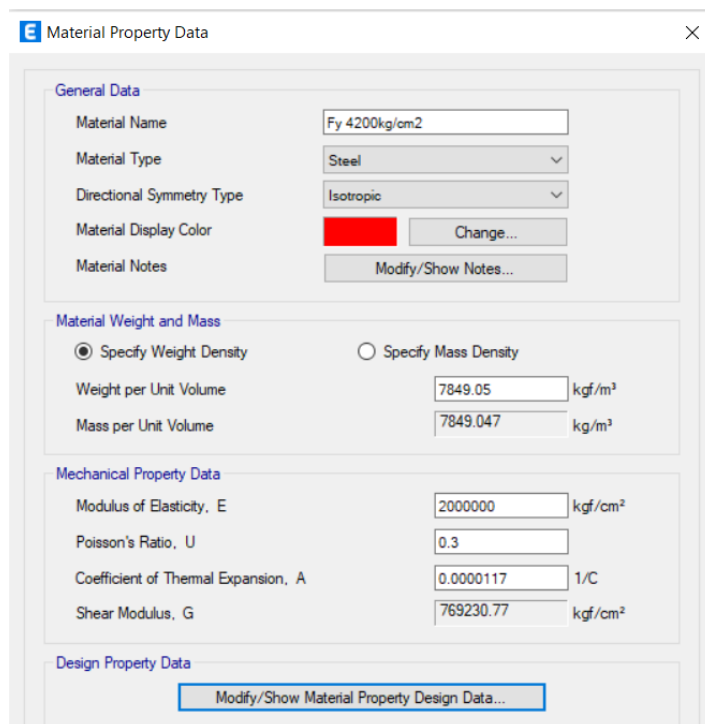 E Material Property Data
General Data
Material Name Fy 4200kg/cm2
Material Type Steel
Directional Symmetry Type Isotropic
Material Display Color Change...
Material Notes Modify/Show Notes...
Material Weight and Mass
Specify Weight Density Specify Mass Density
Weight per Unit Volume 7849.05 kgf/m³
Mass per Unit Volume 7849.047 kg/m³
Mechanical Property Data
Modulus of Elasticity, E 2000000 kgf/cm²
Poisson's Ratio, U 0.3
Coefficient of Thermal Expansion, A 0.0000117 1/C
Shear Modulus, G 769230.77 kgf/cm²
Design Property Data
Modify/Show Material Property Design Data...